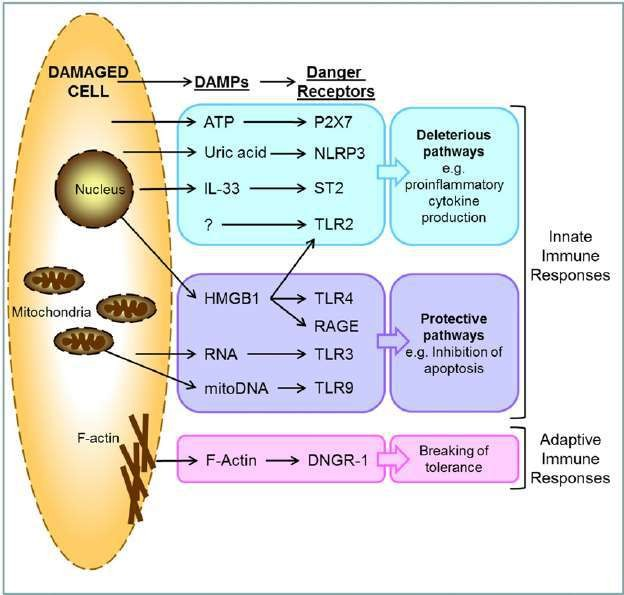 DAMAGED
CELL
DAMPs
Danger
Receptors
ATP
P2X7
Uric acid
NLRP3
Nucleus
IL-33
ST2
?
TLR2
Deleterious
pathways
e.g.
proinflammatory
cytokine
production
Innate
Immune
Responses
HMGB1
TLR4
RAGE
Mitochondria
RNA
TLR3
mitoDNA
TLR9
Protective
pathways
e.g. Inhibition of
apoptosis
F-actin
F-Actin
DNGR-1
Breaking of
tolerance
Adaptive
Immune
Responses